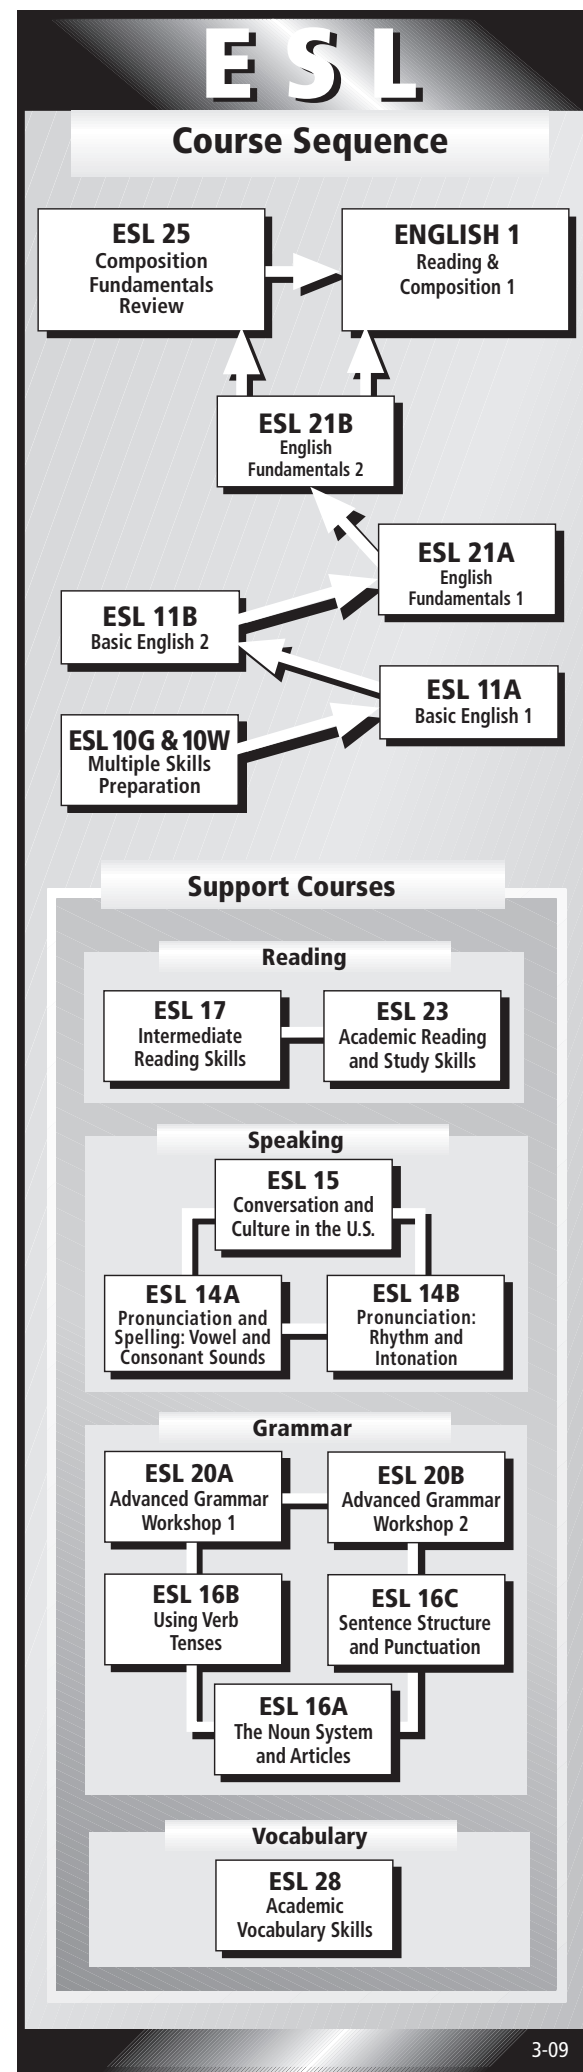 ESL
Course Sequence
ESL 25
Composition
Fundamentals
Review
ENGLISH 1
Reading &
Composition 1
ESL 21B
English
Fundamentals 2
ESL 21A
English
Fundamentals 1
ESL 11B
Basic English 2
ESL 11A
Basic English 1
ESL 10G & 10W
Multiple Skills
Preparation
Support Courses
Reading
ESL 17
Intermediate
Reading Skills
ESL 23
Academic Reading
and Study Skills
Speaking
ESL 15
Conversation and
Culture in the U.S.
ESL 14A
Pronunciation and
Spelling: Vowel and
Consonant Sounds
ESL 14B
Pronunciation:
Rhythm and
Intonation
Grammar
ESL 20A
Advanced Grammar
Workshop 1
ESL 20B
Advanced Grammar
Workshop 2
ESL 16B
Using Verb
Tenses
ESL 16C
Sentence Structure
and Punctuation
ESL 16A
The Noun System
and Articles
Vocabulary
ESL 28
Academic
Vocabulary Skills
3-09